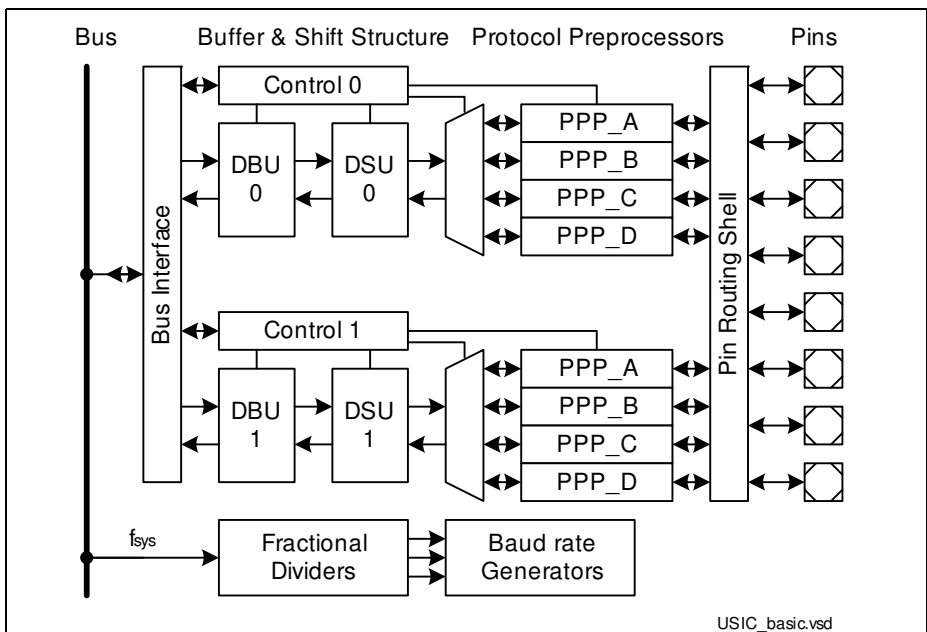 Bus
Buffer & Shift Structure
Protocol Preprocessors
Pins
Control 0
DBU
0
DSU
0
PPP_A
PPP_B
PPP_C
PPP_D
Bus Interface
Pin Routing Shell
Control 1
DBU
1
DSU
1
PPP_A
PPP_B
PPP_C
PPP_D
fsys
Fractional
Dividers
Baud rate
Generators
USIC_basic.vsd